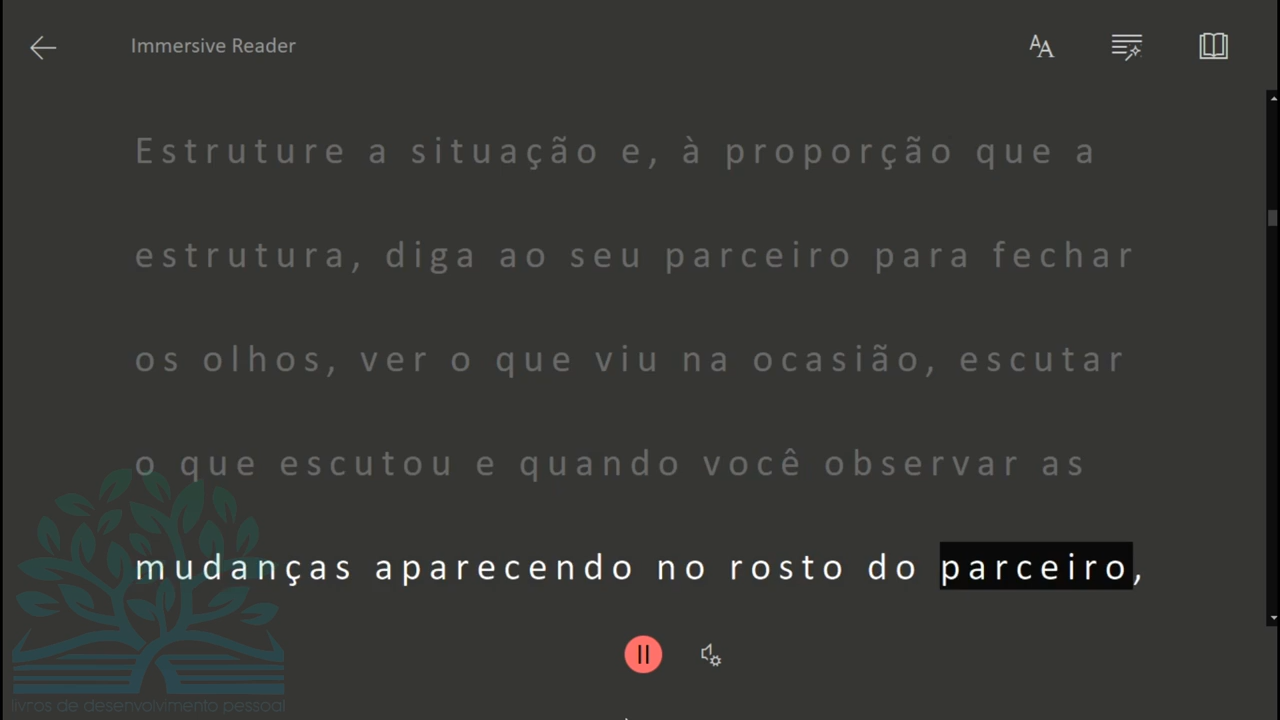 Immersive Reader
Estruture a situação e, à proporção que a
estrutura, diga ao seu parceiro para fechar
os olhos, ver o que viu na ocasião, escutar
o que escutou e quando você observar as
mudanças aparecendo no rosto do parceiro,
livros de desenvolvimento pessoal